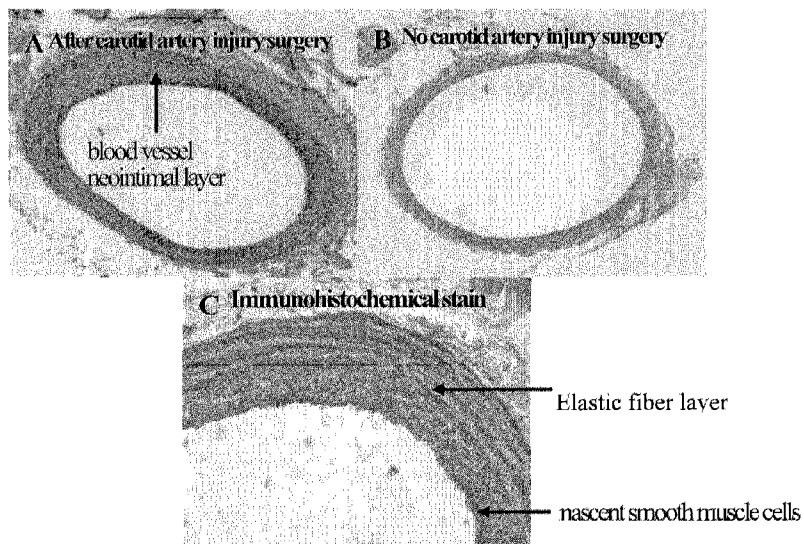 A After carotid artery injury surgery
B No carotid artery injury surgery
blood vessel
neointimal layer
C Immunohistochemical stain
Elastic fiber layer
nascent smooth muscle cells